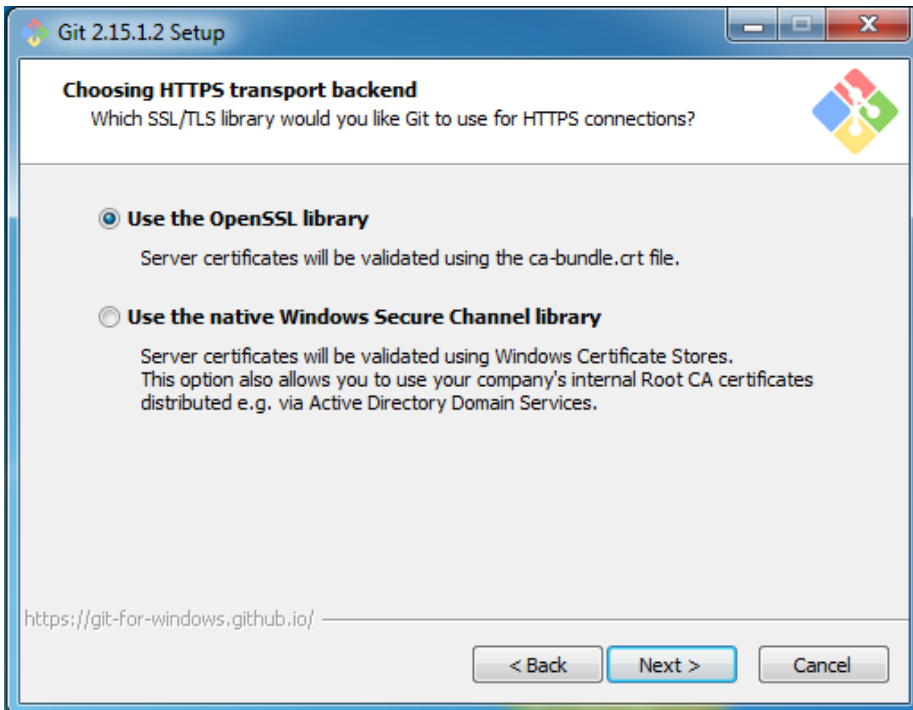 Git 2.15.1.2 Setup
Choosing HTTPS transport backend
Which SSL/TLS library would you like Git to use for HTTPS connections?
Use the OpenSSL library
Server certificates will be validated using the ca-bundle.crt file.
Use the native Windows Secure Channel library
Server certificates will be validated using Windows Certificate Stores.
This option also allows you to use your company's internal Root CA certificates
distributed e.g. via Active Directory Domain Services.
https://git-for-windows.github.io/
< Back Next > Cancel